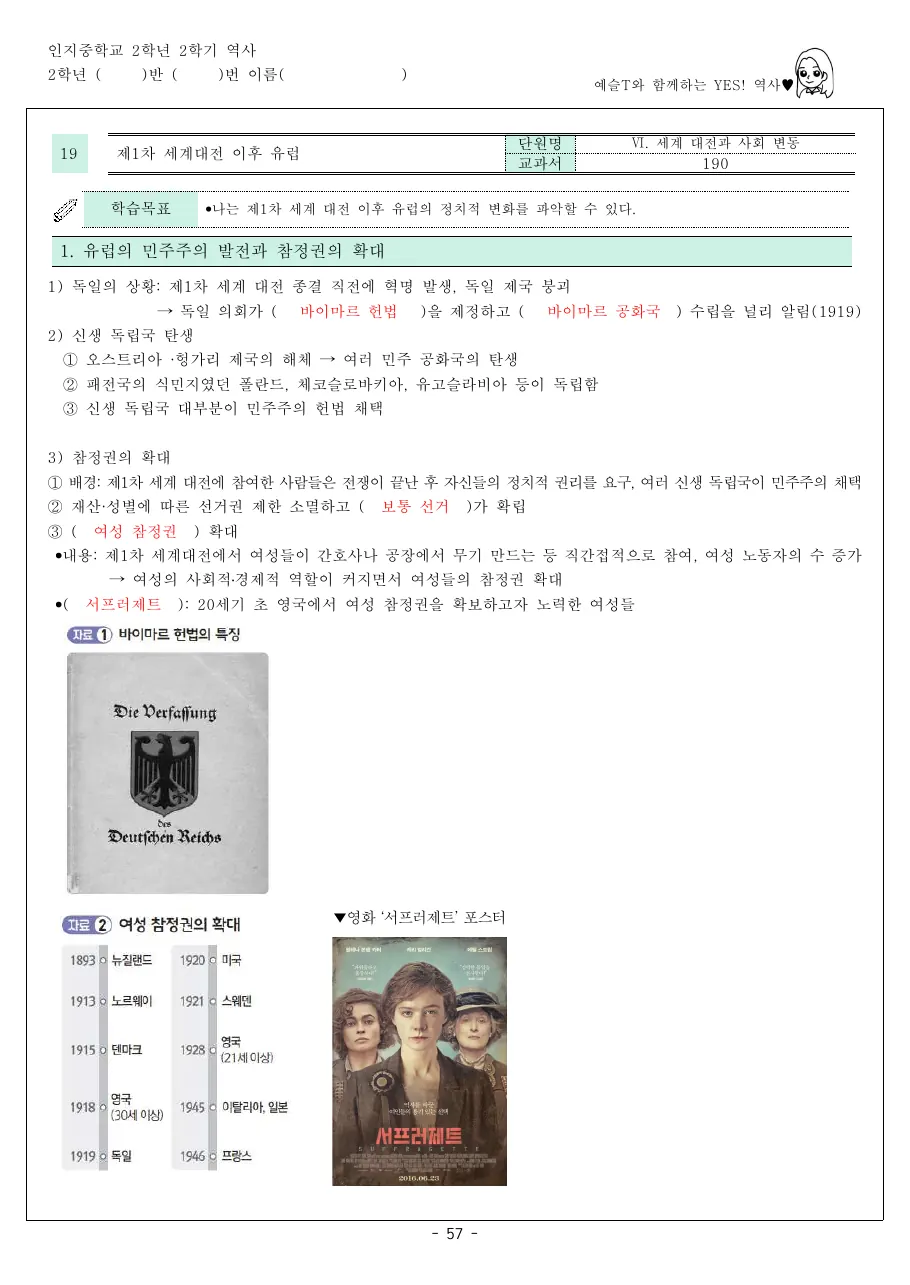 인지중학교 2학년 2학기 역사
2학년 (    )반 (    )번 이름(            )
예슬T와 함께하는 YES! 역사♥
19
제1차 세계대전 이후 유럽
단원명
Ⅵ. 세계 대전과 사회 변동
교과서
190
학습목표
•나는 제1차 세계 대전 이후 유럽의 정치적 변화를 파악할 수 있다.
1. 유럽의 민주주의 발전과 참정권의 확대
1) 독일의 상황: 제1차 세계 대전 종결 직전에 혁명 발생, 독일 제국 붕괴
→ 독일 의회가 ( 바이마르 헌법 )을 제정하고 ( 바이마르 공화국 ) 수립을 널리 알림(1919)
2) 신생 독립국 탄생
① 오스트리아 ·헝가리 제국의 해체 → 여러 민주 공화국의 탄생
② 패전국의 식민지였던 폴란드, 체코슬로바키아, 유고슬라비아 등이 독립함
③ 신생 독립국 대부분이 민주주의 헌법 채택
3) 참정권의 확대
① 배경: 제1차 세계 대전에 참여한 사람들은 전쟁이 끝난 후 자신들의 정치적 권리를 요구, 여러 신생 독립국이 민주주의 채택
② 재산·성별에 따른 선거권 제한 소멸하고 ( 보통 선거 )가 확립
③ ( 여성 참정권 ) 확대
•내용: 제1차 세계대전에서 여성들이 간호사나 공장에서 무기 만드는 등 직간접적으로 참여, 여성 노동자의 수 증가
→ 여성의 사회적·경제적 역할이 커지면서 여성들의 참정권 확대
•( 서프러제트 ): 20세기 초 영국에서 여성 참정권을 확보하고자 노력한 여성들
자료 1 바이마르 헌법의 특징
Die Verfassung
des
Deutschen Reichs
자료 2 여성 참정권의 확대
1893 뉴질랜드
1913 노르웨이
1915 덴마크
1918 영국
(30세 이상)
1919 독일
1920 미국
1921 스웨덴
1928 영국
(21세 이상)
1945 이탈리아, 일본
1946 프랑스
▼영화 ‘서프러제트’ 포스터
헬레나 본햄 카터 캐리 멀리건 메릴 스트립
서프러제트
SUFFRAGETTE
2016.06.23
- 57 -